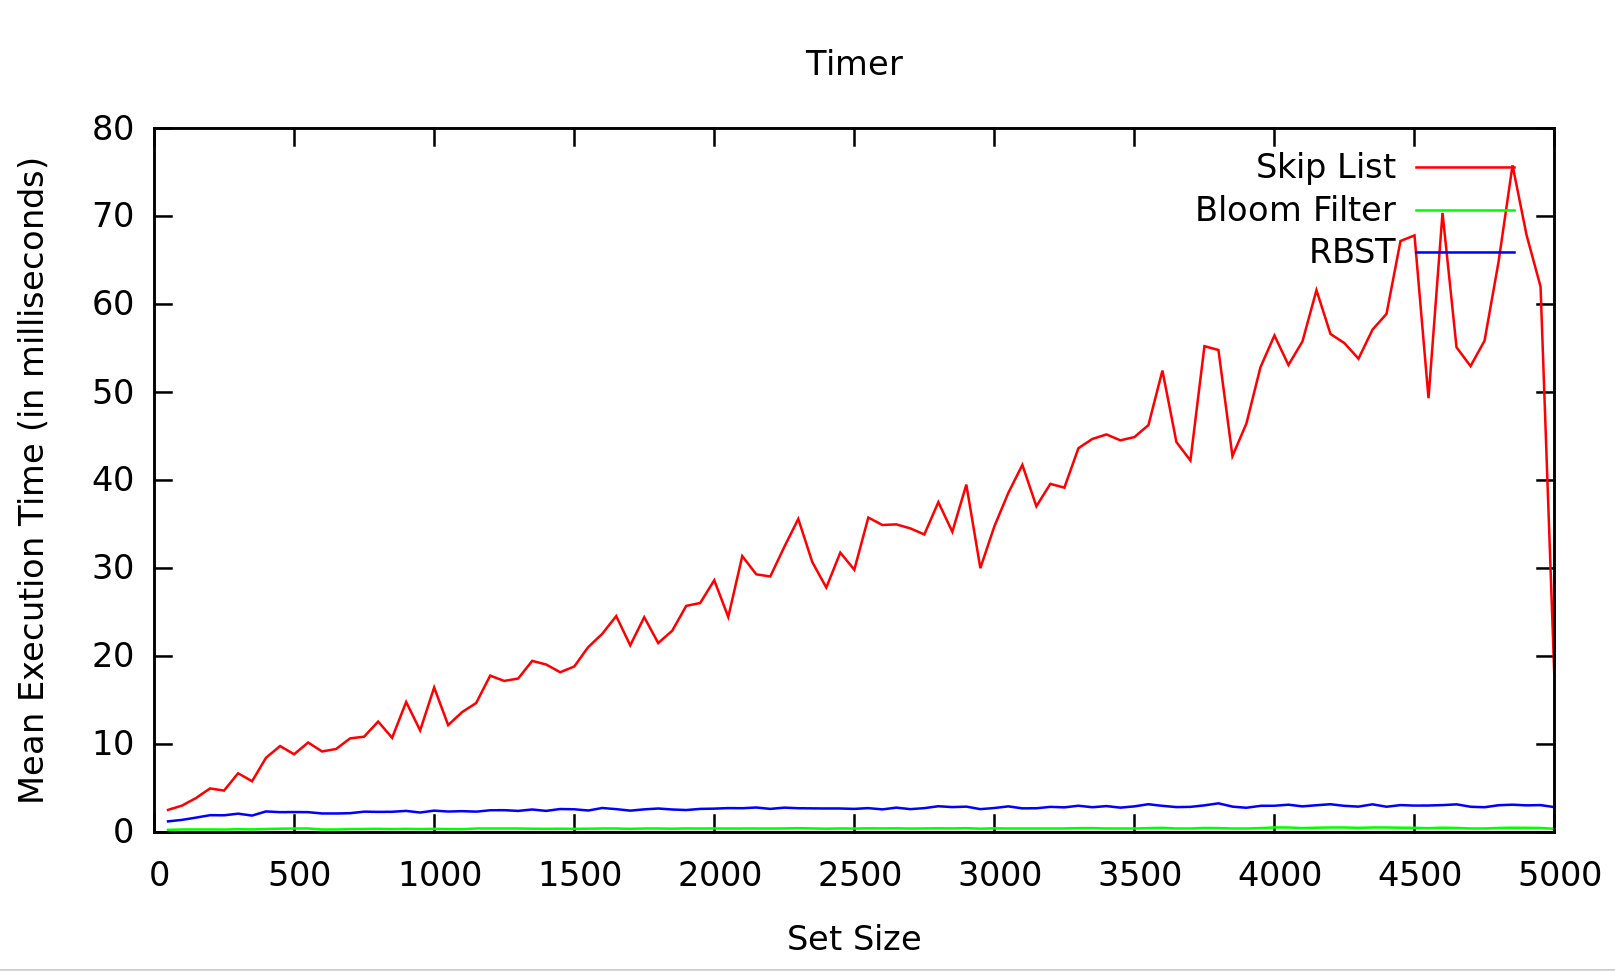 Timer
Mean Execution Time (in milliseconds)
80
70
60
50
40
30
20
10
0
Skip List
Bloom Filter
RBST
0 500 1000 1500 2000 2500 3000 3500 4000 4500 5000
Set Size